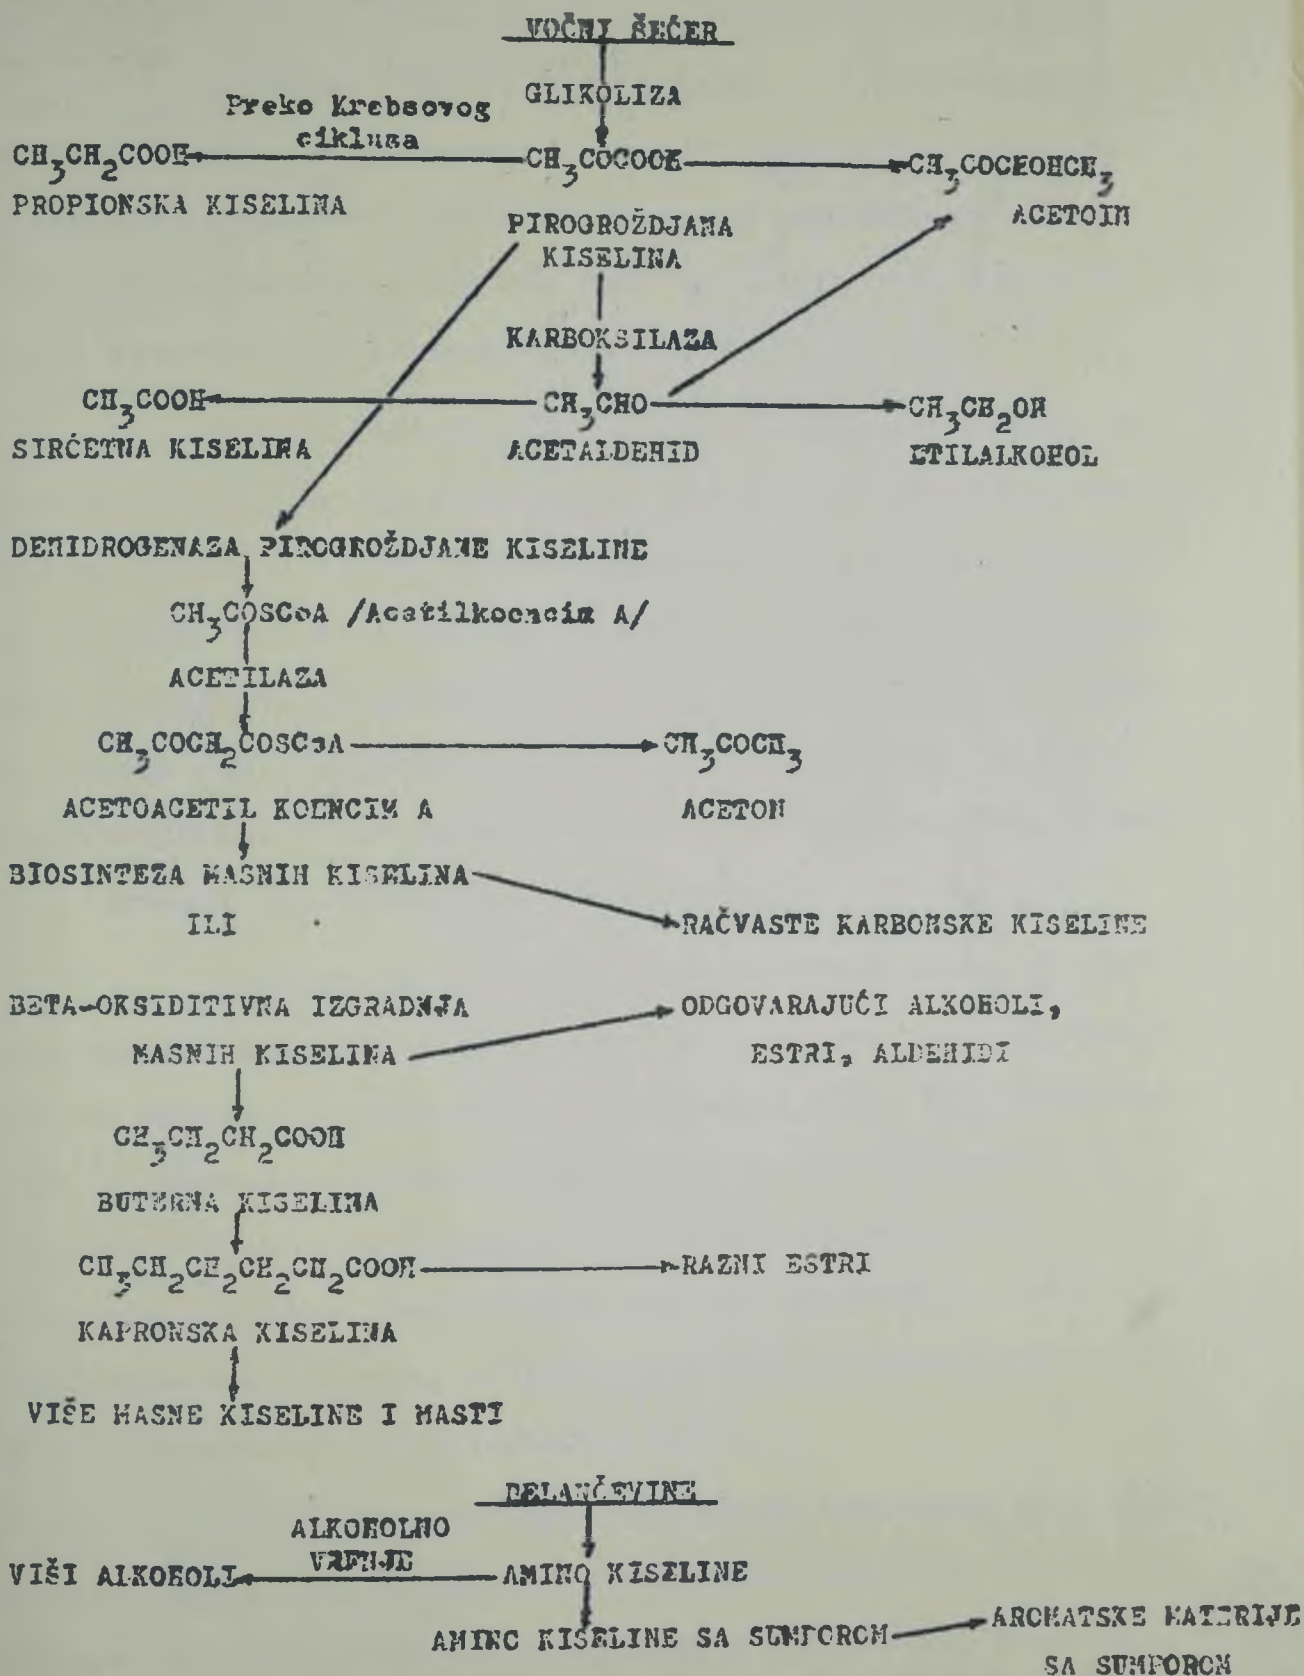 VOĆNI ŠEĆER
GLIKOLIZA
Preko Krebsovog
ciklusa
CH3CH2COOH CH3COCOOH CH3COCHOHCH3
PROPIONSKA KISELINA ACETOIN
PIROGROŽDJANA
KISELINA
KARBOKSILAZA
CH3COOH CH3CHO CH3CH2OH
SIRĆETNA KISELINA ACETALDEHID ETILALKOHOL
DEHIDROGENAZA PIROGROŽDJANE KISELINE
CH3COSCoA /Acetilkoencim A/
ACETILAZA
CH3COCH2COSCoA CH3COCH3
ACETOACETIL KOENCIM A ACETON
BIOSINTEZA MASNIH KISELINA
ILI RAČVASTE KARBONSKE KISELINE
BETA-OKSIDITIVNA IZGRADNJA ODGOVARAJUĆI ALKOHOLI,
MASNIH KISELINA ESTRI, ALDEHIDI
CH3CH2CH2COOH
BUTERNA KISELINA
CH3CH2CH2CH2CH2COOH RAZNI ESTRI
KAPRONSKA KISELINA
VIŠE MASNE KISELINE I MASTI
BELANČEVINE
ALKOHOLNO
VRENJE
VIŠI ALKOHOLI AMINO KISELINE
AMINO KISELINE SA SUMPOROM AROMATSKE MATERIJE
SA SUMPOROM